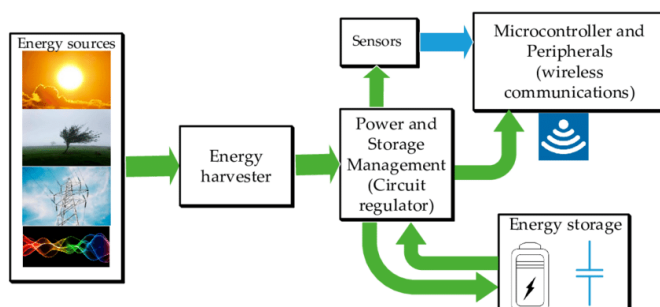 Energy sources
Sensors
Microcontroller and
Peripherals
(wireless
communications)
Energy
harvester
Power and
Storage
Management
(Circuit
regulator)
Energy storage